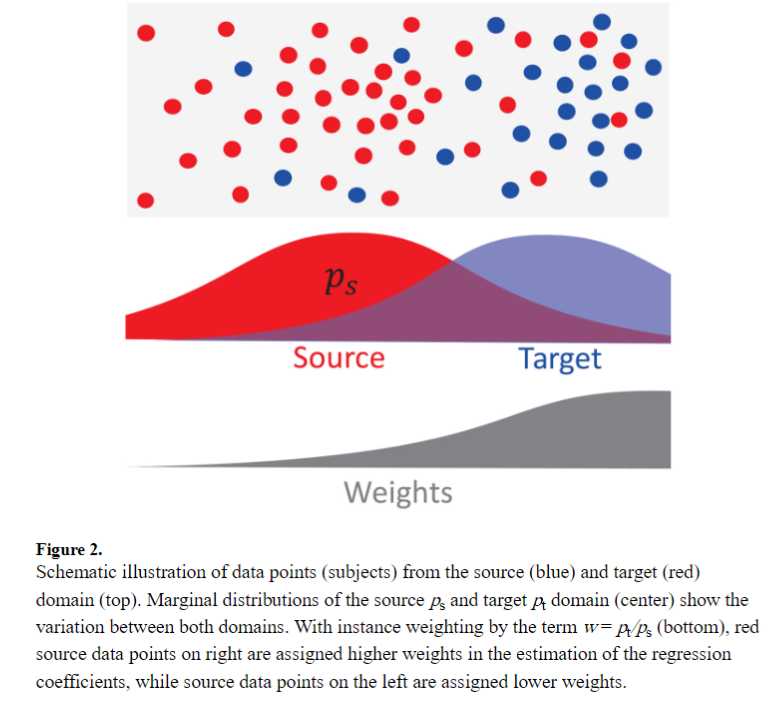 pₛ
Source
Target
Weights
Figure 2.
Schematic illustration of data points (subjects) from the source (blue) and target (red)
domain (top). Marginal distributions of the source pₛ and target pₜ domain (center) show the
variation between both domains. With instance weighting by the term w= pₜ/pₛ (bottom), red
source data points on right are assigned higher weights in the estimation of the regression
coefficients, while source data points on the left are assigned lower weights.